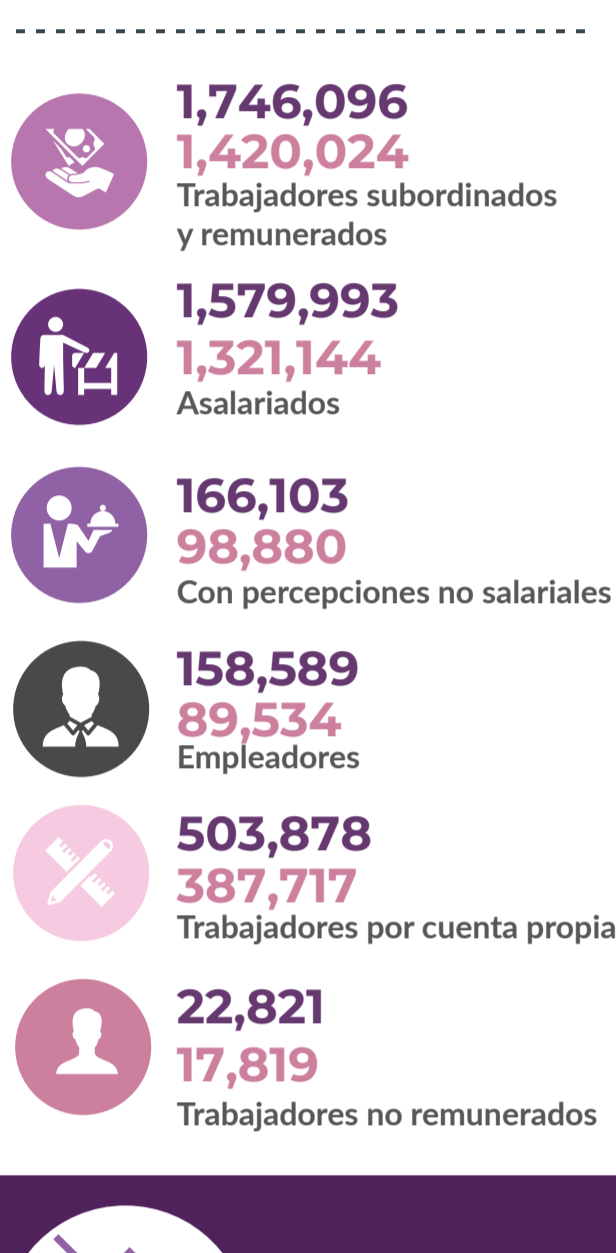 1,746,096
1,420,024
Trabajadores subordinados
y remunerados
1,579,993
1,321,144
Asalariados
166,103
98,880
Con percepciones no salariales
158,589
89,534
Empleadores
503,878
387,717
Trabajadores por cuenta propia
22,821
17,819
Trabajadores no remunerados